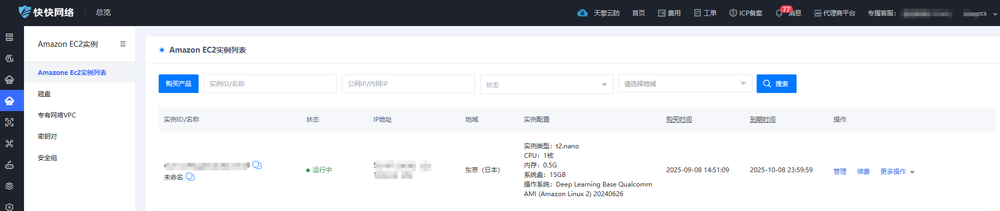 快快网络
总览
天擎云防
首页
费用
工单
ICP备案
77
消息
代理商平台
专属客服：
zcs
Amazon EC2实例
Amazone Ec2实例列表
磁盘
专有网络VPC
密钥对
安全组
Amazon EC2实例列表
购买产品
实例ID/名称
公网IP/内网IP
状态
请选择地域
搜索
实例ID/名称
状态
IP地址
地域
实例配置
购买时间
到期时间
操作
8
未命名
运行中
东京（日本）
实例类型：t2.nano
CPU：1核
内存：0.5G
系统盘：15GB
操作系统：Deep Learning Base Qualcomm
AMI (Amazon Linux 2) 20240626
2025-09-08 14:51:09
2025-10-08 23:59:59
管理
续费
更多操作